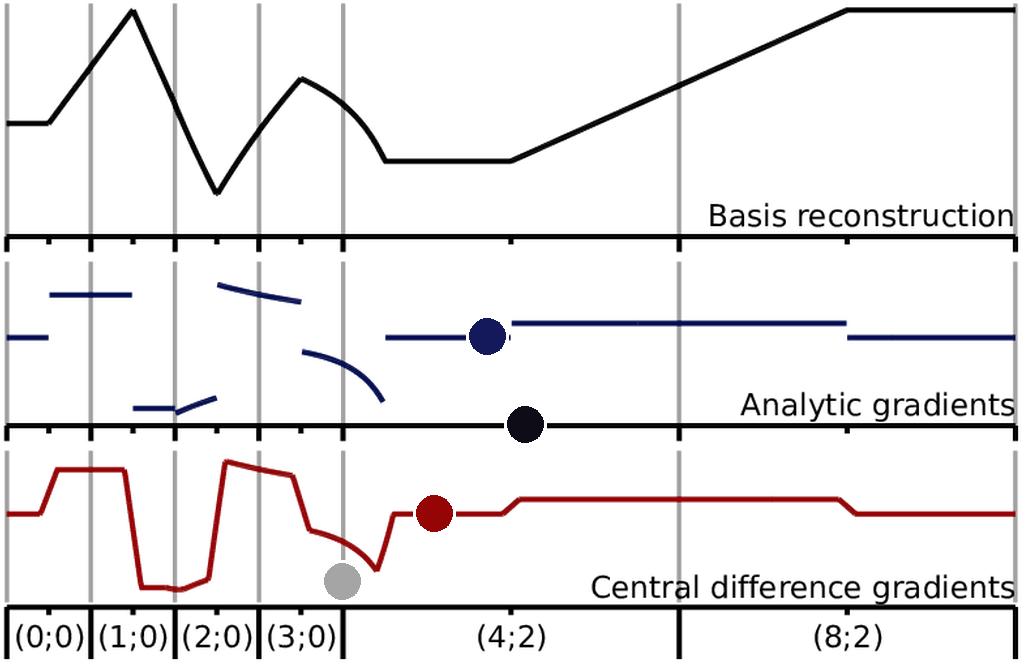 Basis reconstruction
Analytic gradients
Central difference gradients
(0;0) (1;0) (2;0) (3;0) (4;2) (8;2)